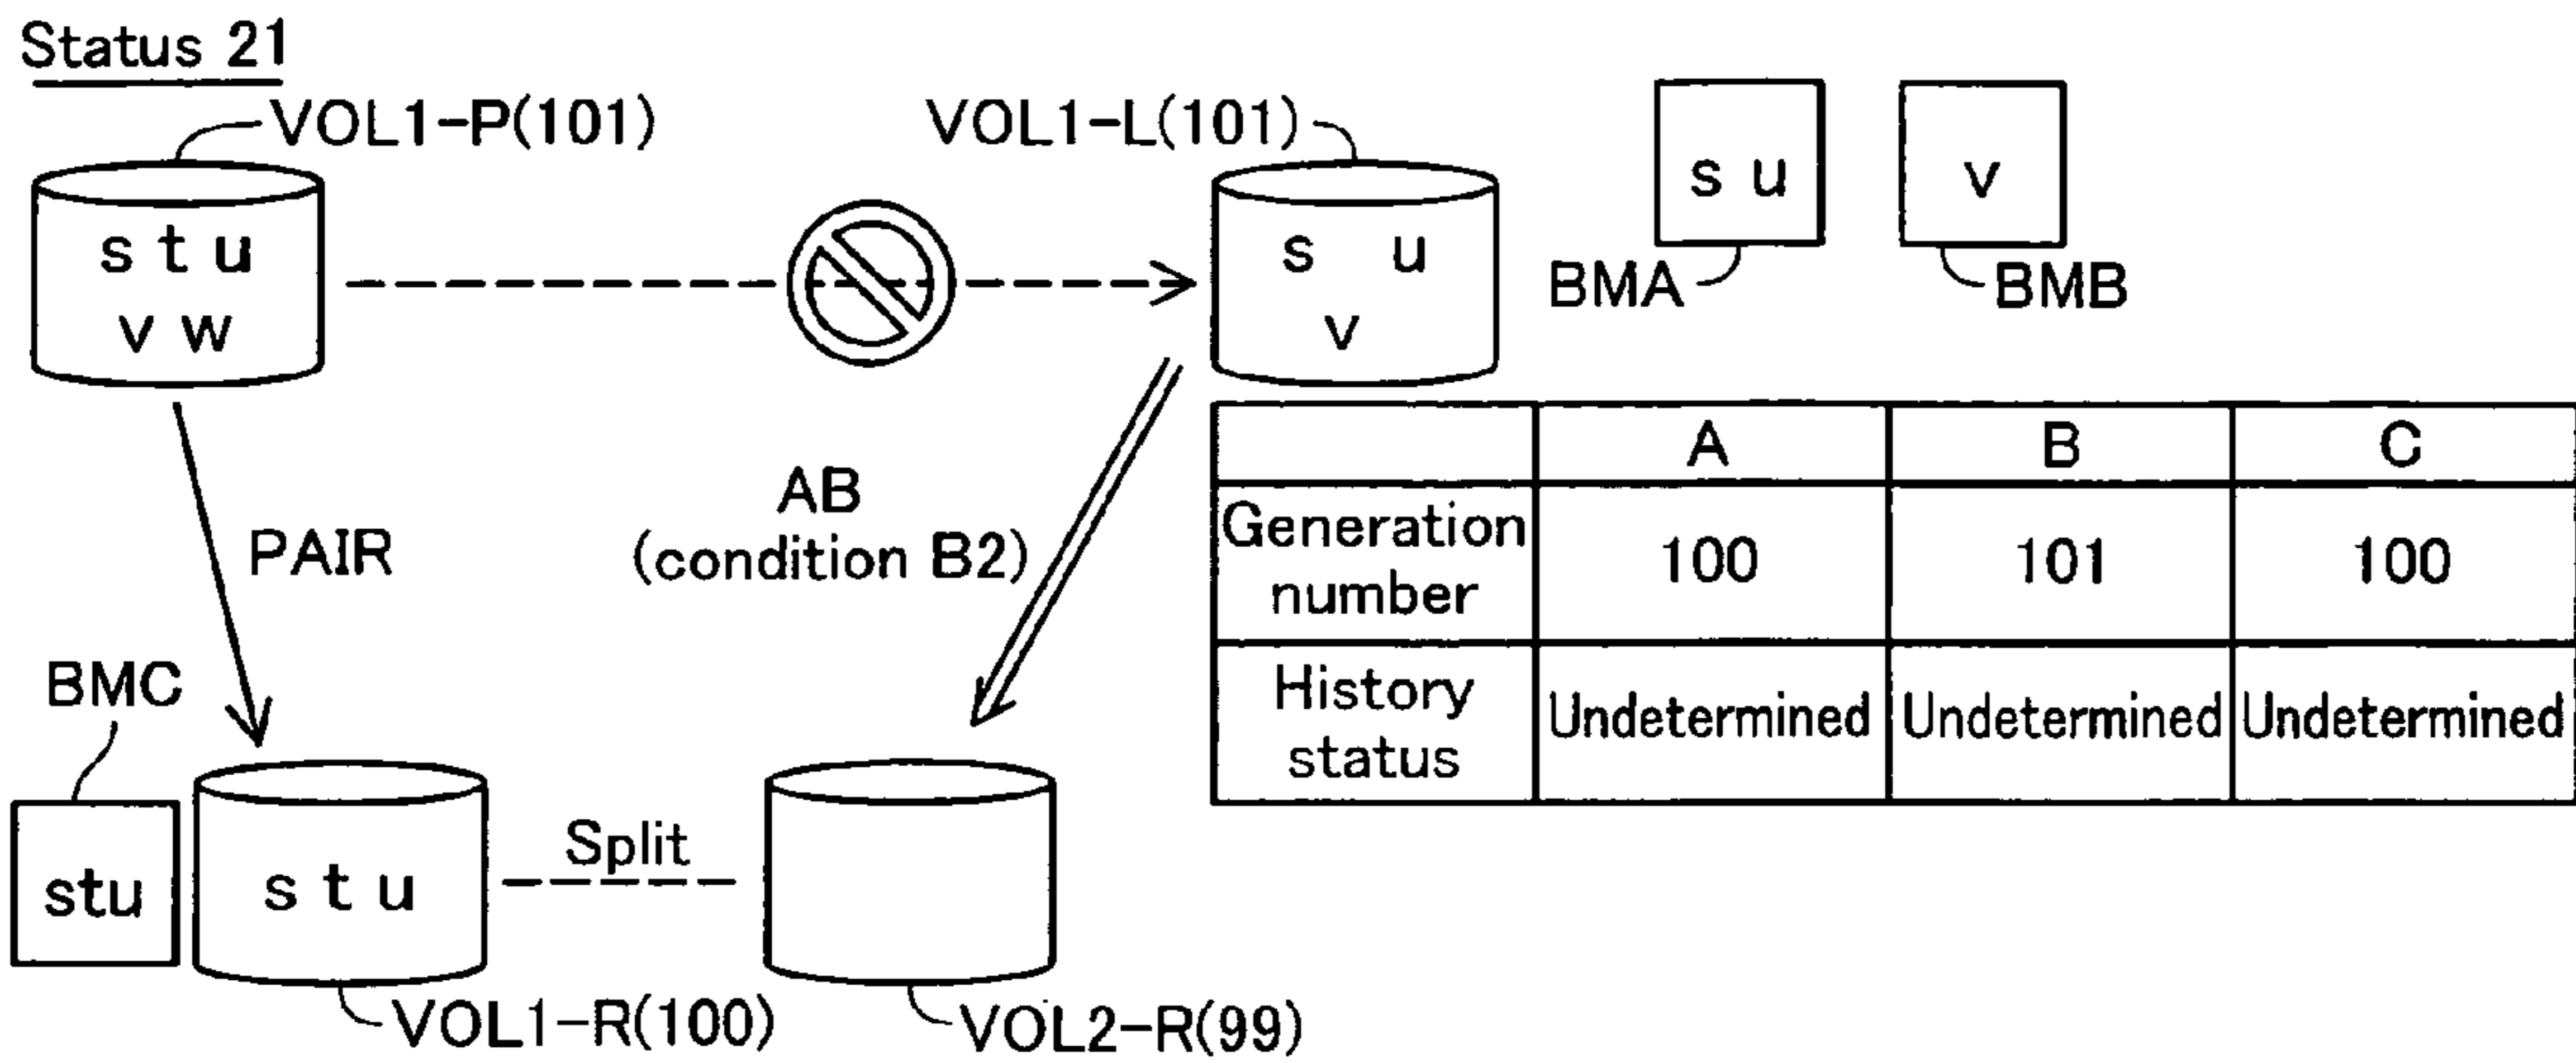 Status 21
VOL1-P(101)
VOL1-L(101)
s u
v
s t u
v w
s u
v
BMA
BMB
PAIR
AB
(condition B2)
A B C
Generation number 100 101 100
History status Undetermined Undetermined Undetermined
BMC
stu
s t u
Split
VOL1-R(100)
VOL2-R(99)